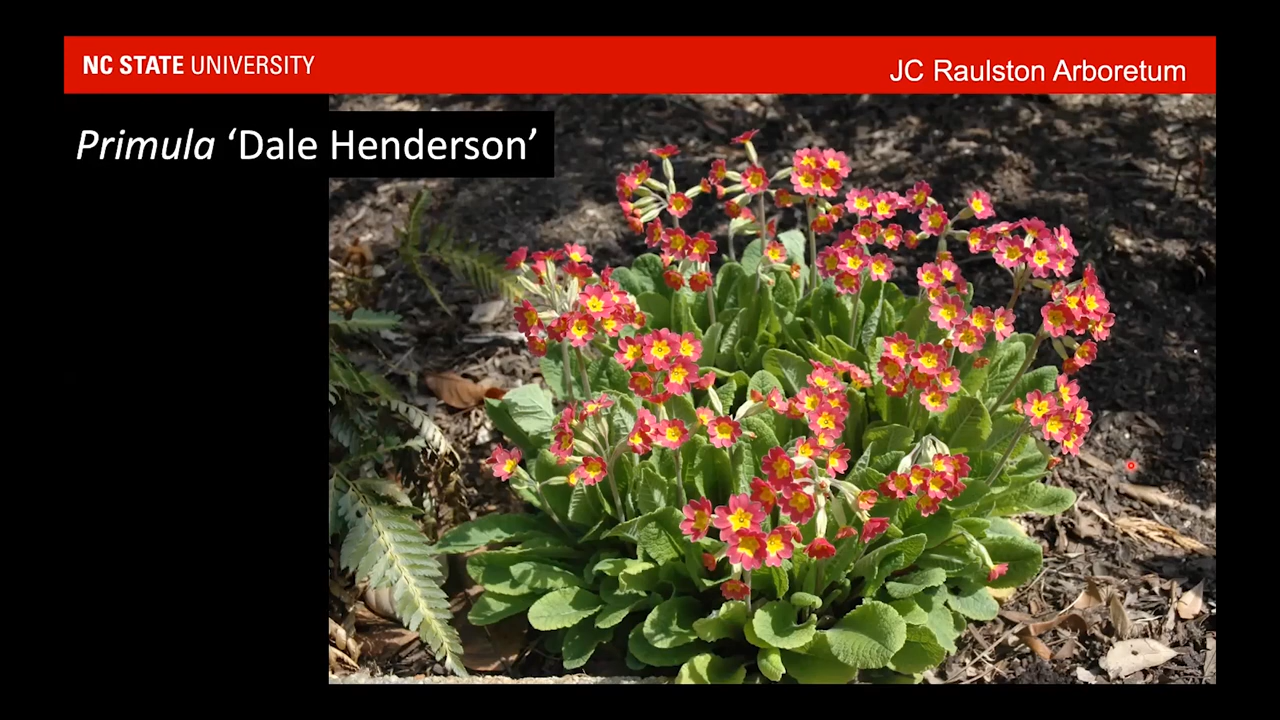 NC STATE UNIVERSITY
JC Raulston Arboretum
Primula ‘Dale Henderson’